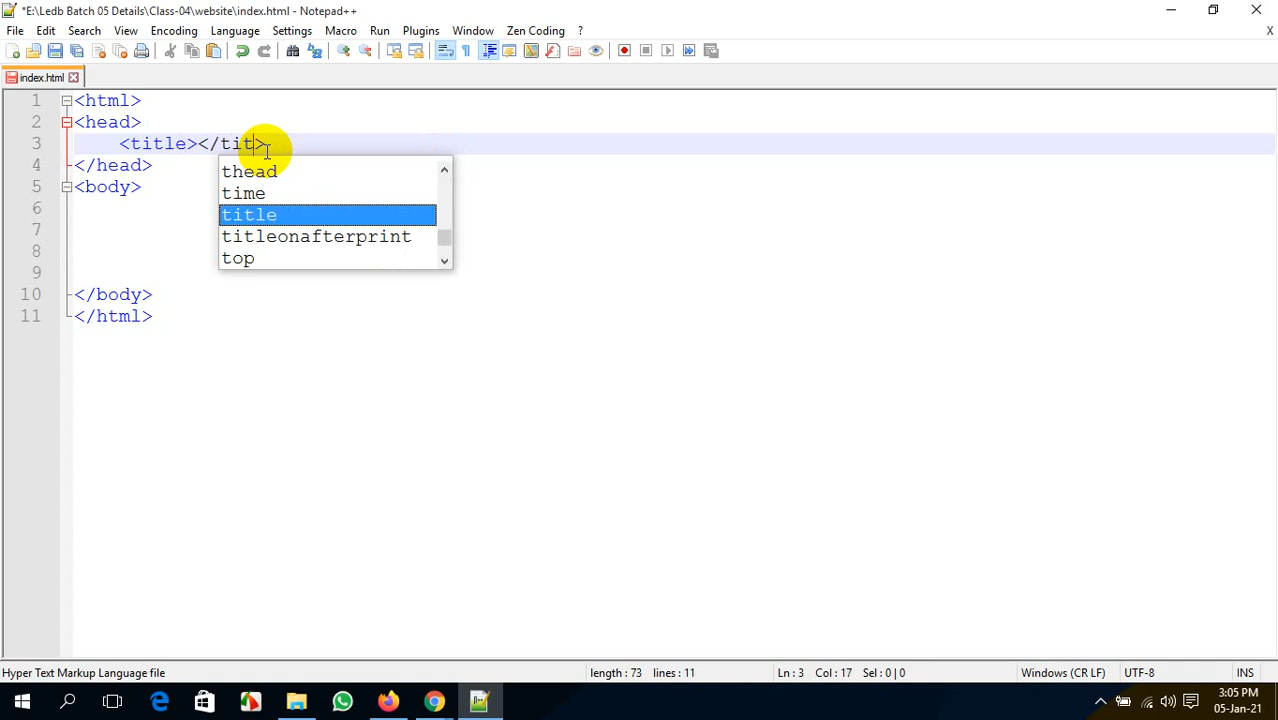 *E:\Ledb Batch 05 Details\Class-04\website\index.html - Notepad++
File Edit Search View Encoding Language Settings Macro Run Plugins Window Zen Coding ? X
index.html
1 <html>
2 <head>
3 <title></tit>
4 </head>
5 <body>
6
7
8
9
10 </body>
11 </html>
thead
time
title
titleonafterprint
top
Hyper Text Markup Language file length : 73 lines : 11 Ln : 3 Col : 17 Sel : 0 | 0 Windows (CR LF) UTF-8 INS
3:05 PM
05-Jan-21